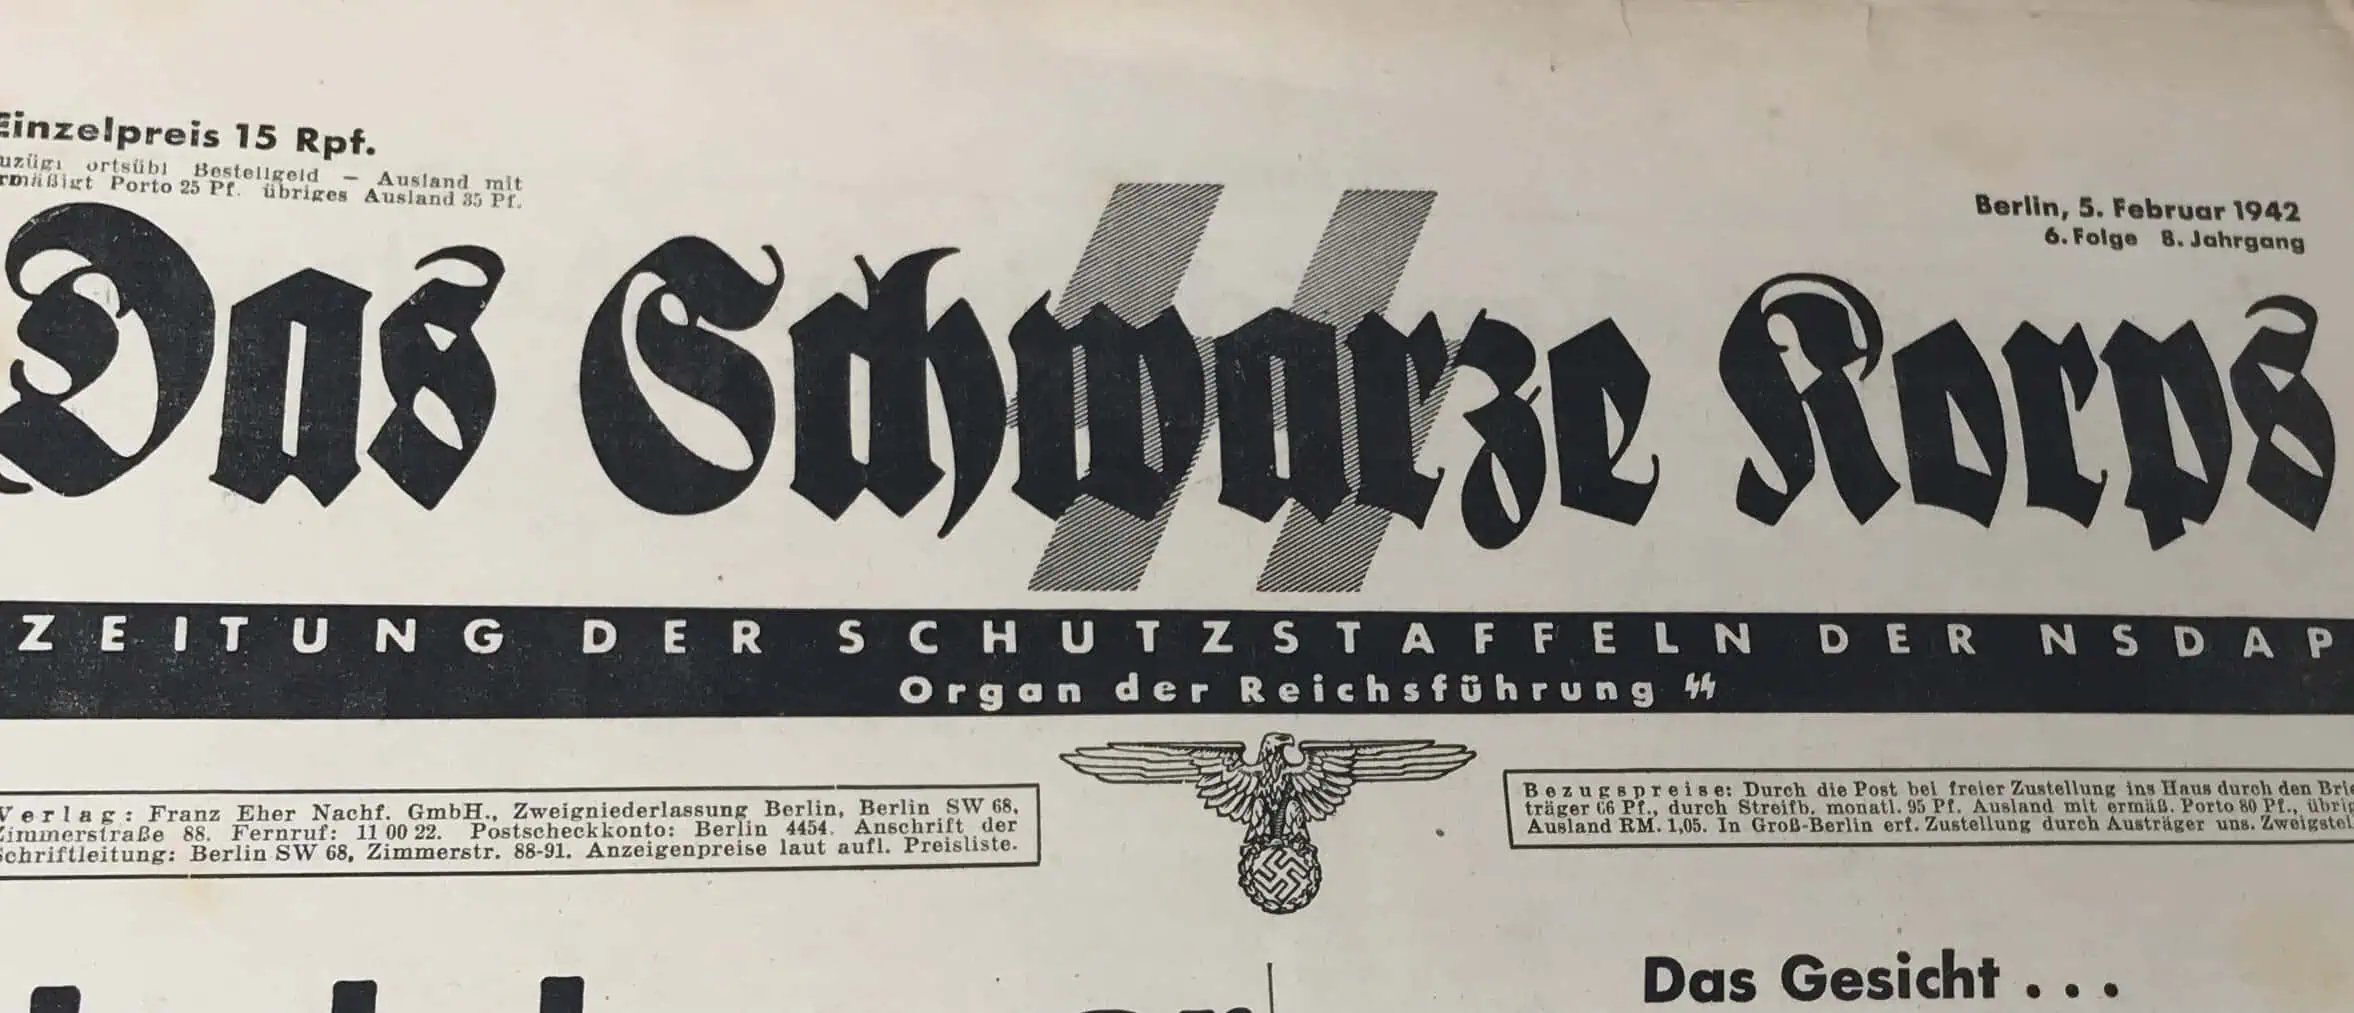 Einzelpreis 15 Rpf.
zuzügl ortsübl Bestellgeld — Ausland mit
ermäßigt Porto 25 Pf. übriges Ausland 35 Pf.
Berlin, 5. Februar 1942
6. Folge 8. Jahrgang
Das Schwarze Korps
ZEITUNG DER SCHUTZSTAFFELN DER NSDAP
Organ der Reichsführung ᛋᛋ
Verlag: Franz Eher Nachf. GmbH., Zweigniederlassung Berlin, Berlin SW 68,
Zimmerstraße 88. Fernruf: 11 00 22. Postscheckkonto: Berlin 4454. Anschrift der
Schriftleitung: Berlin SW 68, Zimmerstr. 88-91. Anzeigenpreise laut aufl. Preisliste.
Bezugspreise: Durch die Post bei freier Zustellung ins Haus durch den Brie
träger 66 Pf., durch Streifb. monatl. 95 Pf. Ausland mit ermäß. Porto 80 Pf., übrig
Ausland RM. 1,05. In Groß-Berlin erf. Zustellung durch Austräger uns. Zweigstel
Das Gesicht . . .